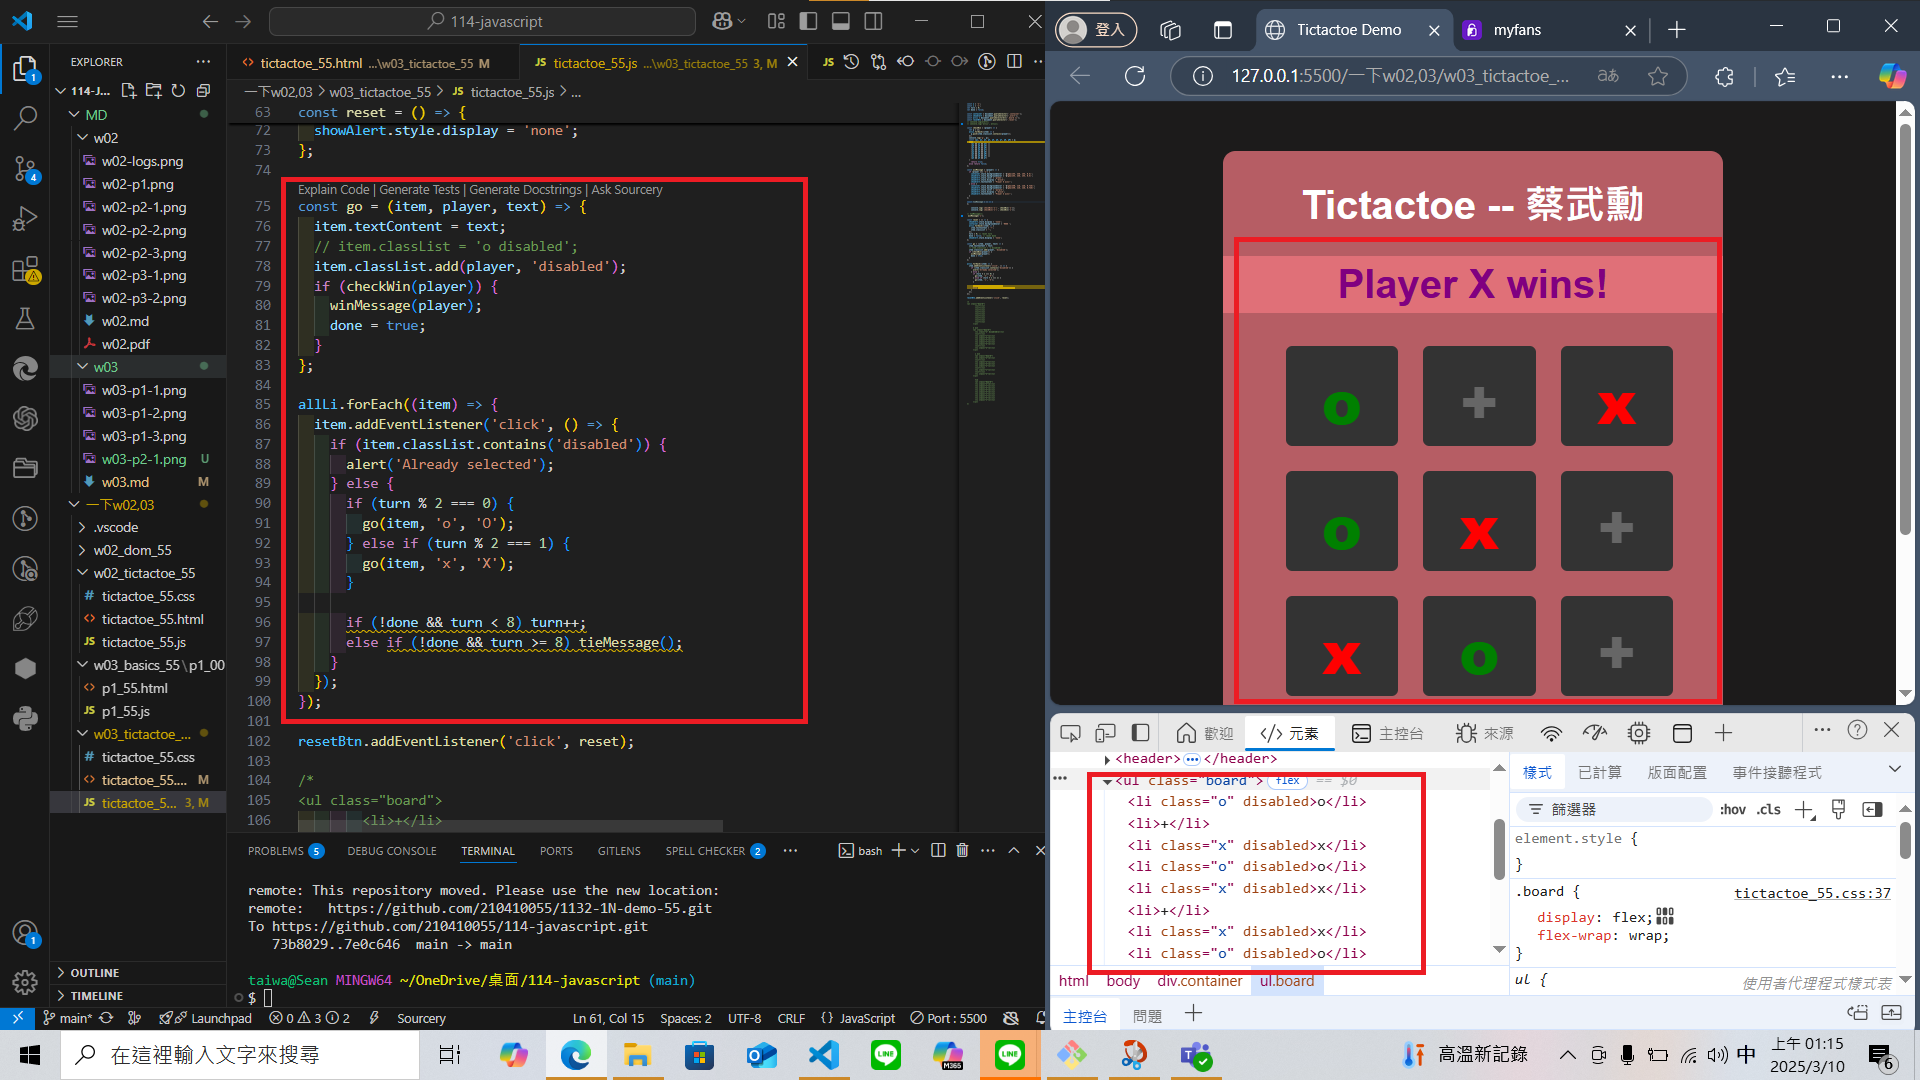 114-javascript
EXPLORER
114-J...
MD
w02
w02-logs.png
w02-p1.png
w02-p2-1.png
w02-p2-2.png
w02-p2-3.png
w02-p3-1.png
w02-p3-2.png
w02.md
w02.pdf
w03
w03-p1-1.png
w03-p1-2.png
w03-p1-3.png
w03-p2-1.png U
w03.md M
一下w02,03
.vscode
w02_dom_55
w02_tictactoe_55
tictactoe_55.css
tictactoe_55.html
tictactoe_55.js
w03_basics_55\p1_00
p1_55.html
p1_55.js
w03_tictactoe_...
tictactoe_55.css
tictactoe_55.... M
tictactoe_5... 3, M
OUTLINE
TIMELINE
tictactoe_55.html ...\w03_tictactoe_55 M
tictactoe_55.js ...\w03_tictactoe_55 3, M
一下w02,03 > w03_tictactoe_55 > JS tictactoe_55.js > ...
63 const reset = () => {
72 showAlert.style.display = 'none';
73 };
74
Explain Code | Generate Tests | Generate Docstrings | Ask Sourcery
75 const go = (item, player, text) => {
76 item.textContent = text;
77 // item.classList = 'o disabled';
78 item.classList.add(player, 'disabled');
79 if (checkWin(player)) {
80 winMessage(player);
81 done = true;
82 }
83 };
84
85 allLi.forEach((item) => {
86 item.addEventListener('click', () => {
87 if (item.classList.contains('disabled')) {
88 alert('Already selected');
89 } else {
90 if (turn % 2 === 0) {
91 go(item, 'o', 'O');
92 } else if (turn % 2 === 1) {
93 go(item, 'x', 'X');
94 }
95
96 if (!done && turn < 8) turn++;
97 else if (!done && turn >= 8) tieMessage();
98 }
99 });
100 });
101
102 resetBtn.addEventListener('click', reset);
103
104 /*
105 <ul class="board">
106 <li>+</li>
PROBLEMS 5 DEBUG CONSOLE TERMINAL PORTS GITLENS SPELL CHECKER 2 ... bash
remote: This repository moved. Please use the new location:
remote: https://github.com/210410055/1132-1N-demo-55.git
To https://github.com/210410055/114-javascript.git
73b8029..7e0c646 main -> main
taiwa@Sean MINGW64 ~/OneDrive/桌面/114-javascript (main)
$
main* Launchpad 0 3 2 Sourcery Ln 61, Col 15 Spaces: 2 UTF-8 CRLF {} JavaScript Port : 5500
登入
Tictactoe Demo
myfans
127.0.0.1:5500/一下w02,03/w03_tictactoe_...
Tictactoe -- 蔡武勳
Player X wins!
o + x
o x +
x o +
歡迎 </> 元素 主控台 來源
<header> ... </header>
<ul class="board"> flex == $0
<li class="o" disabled>o</li>
<li>+</li>
<li class="x" disabled>x</li>
<li class="o" disabled>o</li>
<li class="x" disabled>x</li>
<li>+</li>
<li class="x" disabled>x</li>
<li class="o" disabled>o</li>
html body div.container ul.board
樣式 已計算 版面配置 事件接聽程式
篩選器 :hov .cls
element.style {
}
.board { tictactoe_55.css:37
display: flex;
flex-wrap: wrap;
}
ul { 使用者代理程式樣式表
主控台 問題
在這裡輸入文字來搜尋
高溫新記錄
中
上午 01:15
2025/3/10
6